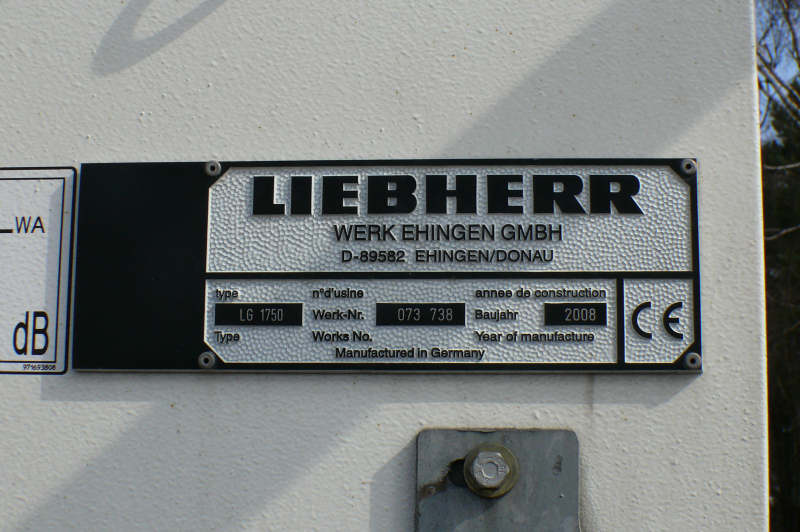 LIEBHERR
WERK EHINGEN GMBH
D-89582 EHINGEN/DONAU
type n°d'usine annee de construction
LG 1750 Werk-Nr. 073 738 Baujahr 2008
Type Works No. Year of manufacture
Manufactured in Germany
CE
WA
dB
971693808